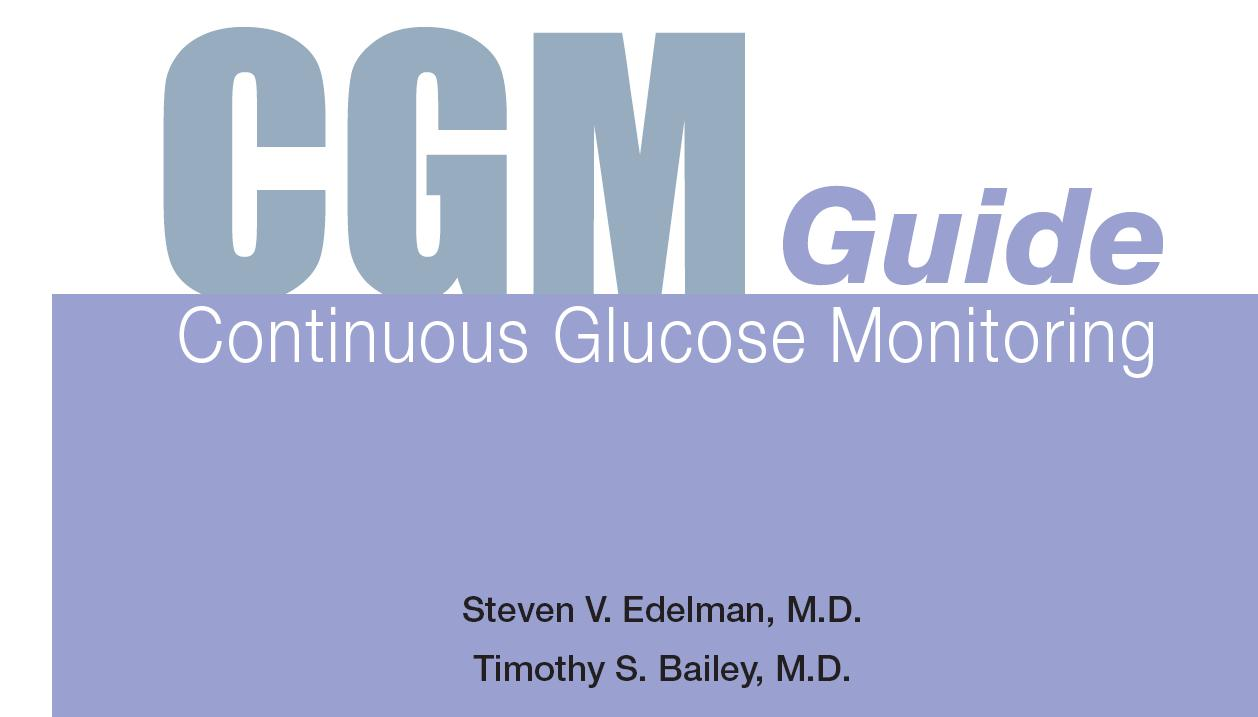 CGM Guide
Continuous Glucose Monitoring
Steven V. Edelman, M.D.
Timothy S. Bailey, M.D.